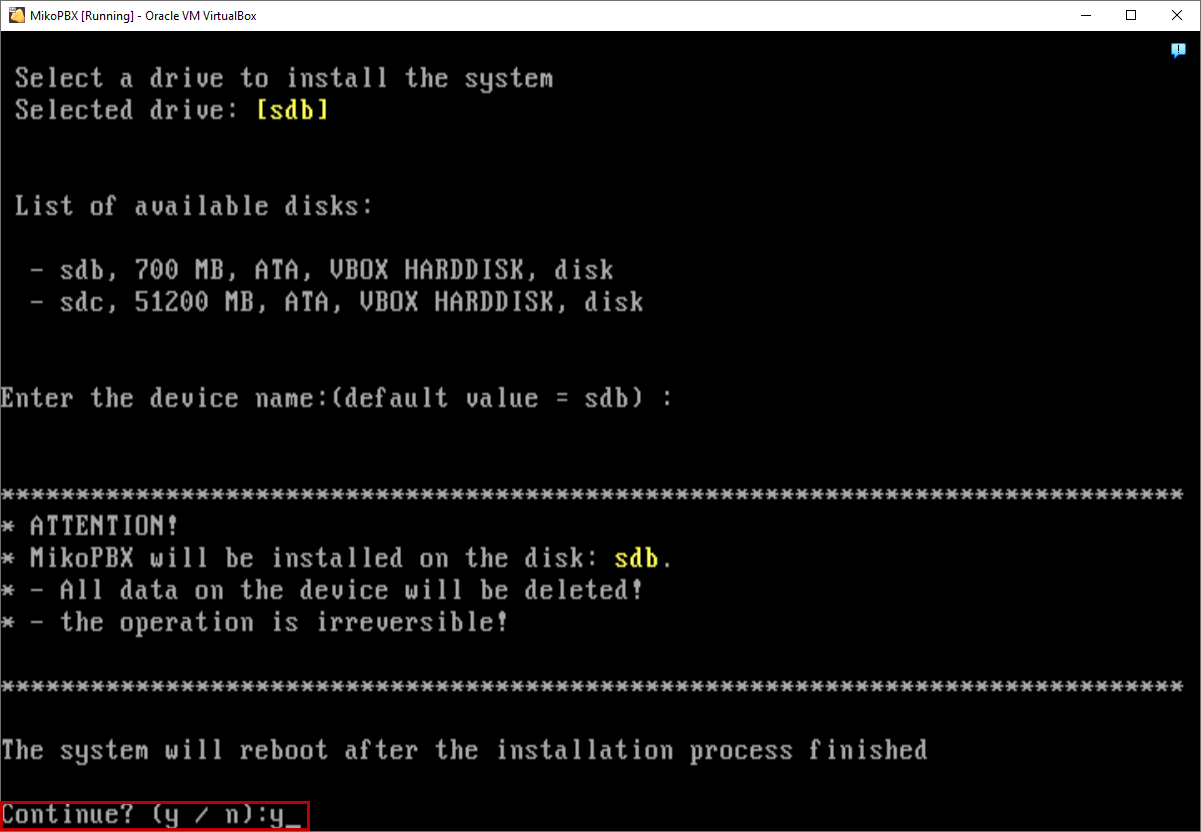 MikoPBX [Running] - Oracle VM VirtualBox
Select a drive to install the system
Selected drive: [sdb]
List of available disks:
- sdb, 700 MB, ATA, VBOX HARDDISK, disk
- sdc, 51200 MB, ATA, VBOX HARDDISK, disk
Enter the device name:(default value = sdb) :
*******************************************************************************
* ATTENTION!
* MikoPBX will be installed on the disk: sdb.
* - All data on the device will be deleted!
* - the operation is irreversible!
*******************************************************************************
The system will reboot after the installation process finished
Continue? (y / n):y_